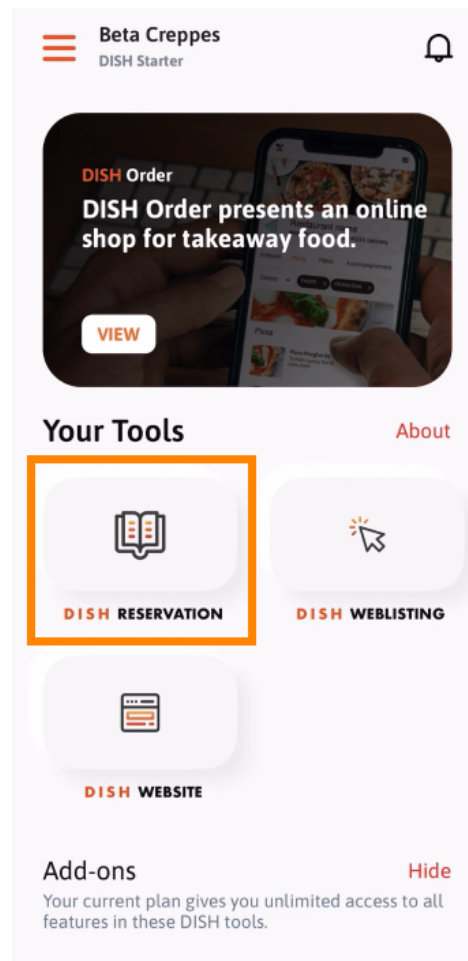 Beta Creppes
DISH Starter
DISH Order
DISH Order presents an online
shop for takeaway food.
VIEW
Your Tools
About
DISH RESERVATION
DISH WEBLISTING
DISH WEBSITE
Add-ons
Hide
Your current plan gives you unlimited access to all
features in these DISH tools.